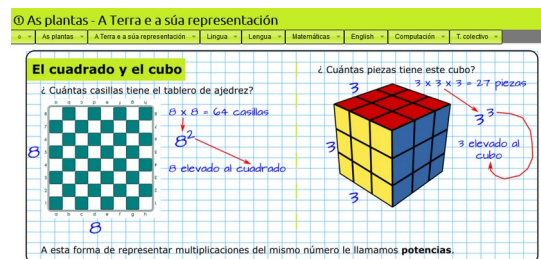 ① As plantas - A Terra e a súa representación
As plantas
A Terra e a súa representación
Lingua
Lengua
Matemáticas
English
Computación
T. colectivo
El cuadrado y el cubo
¿ Cuántas casillas tiene el tablero de ajedrez?
8 x 8 = 64 casillas
8²
8 elevado al cuadrado
8
8
a b c d e f g h
¿ Cuántas piezas tiene este cubo?
3 x 3 x 3 = 27 piezas
3³
3 elevado al
cubo
3
3
3
A esta forma de representar multiplicaciones del mismo número le llamamos potencias.